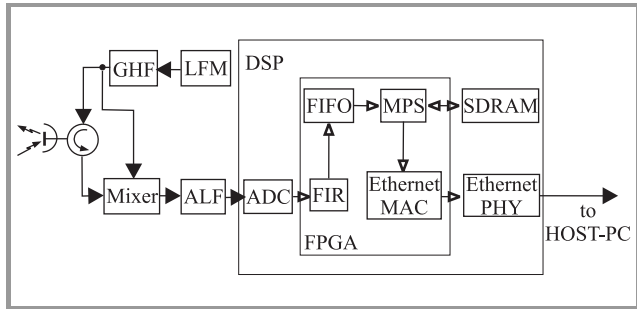 DSP
GHF
LFM
FIFO
MPS
SDRAM
Mixer
ALF
ADC
FIR
Ethernet
MAC
Ethernet
PHY
to
HOST-PC
FPGA